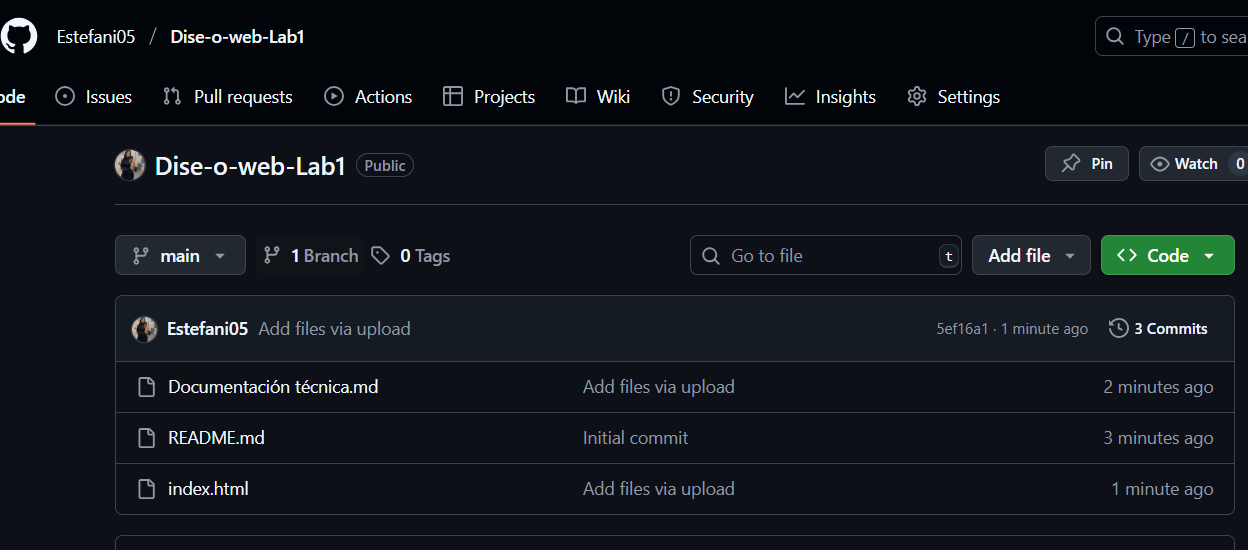 Estefani05 / Dise-o-web-Lab1 Type / to sea
ode Issues Pull requests Actions Projects Wiki Security Insights Settings
Dise-o-web-Lab1 Public Pin Watch 0
main 1 Branch 0 Tags Go to file t Add file Code
Estefani05 Add files via upload 5ef16a1 · 1 minute ago 3 Commits
Documentación técnica.md Add files via upload 2 minutes ago
README.md Initial commit 3 minutes ago
index.html Add files via upload 1 minute ago